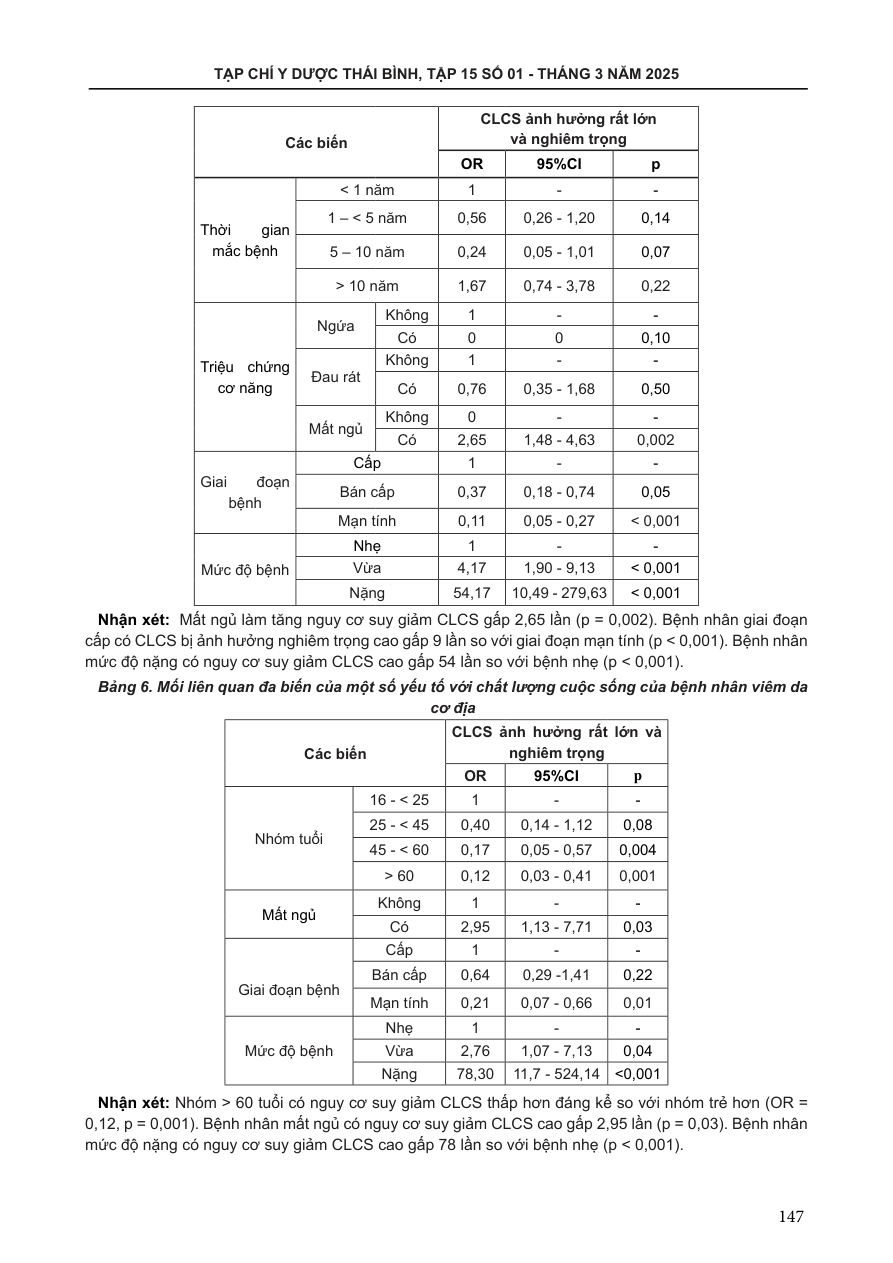 TẠP CHÍ Y DƯỢC THÁI BÌNH, TẬP 15 SỐ 01 - THÁNG 3 NĂM 2025
Các biến
CLCS ảnh hưởng rất lớn
và nghiêm trọng
OR 95%CI p
Thời gian
mắc bệnh
< 1 năm 1 - -
1 – < 5 năm 0,56 0,26 - 1,20 0,14
5 – 10 năm 0,24 0,05 - 1,01 0,07
> 10 năm 1,67 0,74 - 3,78 0,22
Triệu chứng
cơ năng
Ngứa
Không 1 - -
Có 0 0 0,10
Đau rát
Không 1 - -
Có 0,76 0,35 - 1,68 0,50
Mất ngủ
Không 0 - -
Có 2,65 1,48 - 4,63 0,002
Giai đoạn
bệnh
Cấp 1 - -
Bán cấp 0,37 0,18 - 0,74 0,05
Mạn tính 0,11 0,05 - 0,27 < 0,001
Mức độ bệnh
Nhẹ 1 - -
Vừa 4,17 1,90 - 9,13 < 0,001
Nặng 54,17 10,49 - 279,63 < 0,001
Nhận xét: Mất ngủ làm tăng nguy cơ suy giảm CLCS gấp 2,65 lần (p = 0,002). Bệnh nhân giai đoạn
cấp có CLCS bị ảnh hưởng nghiêm trọng cao gấp 9 lần so với giai đoạn mạn tính (p < 0,001). Bệnh nhân
mức độ nặng có nguy cơ suy giảm CLCS cao gấp 54 lần so với bệnh nhẹ (p < 0,001).
Bảng 6. Mối liên quan đa biến của một số yếu tố với chất lượng cuộc sống của bệnh nhân viêm da
cơ địa
Các biến
CLCS ảnh hưởng rất lớn và
nghiêm trọng
OR 95%CI p
Nhóm tuổi
16 - < 25 1 - -
25 - < 45 0,40 0,14 - 1,12 0,08
45 - < 60 0,17 0,05 - 0,57 0,004
> 60 0,12 0,03 - 0,41 0,001
Mất ngủ
Không 1 - -
Có 2,95 1,13 - 7,71 0,03
Giai đoạn bệnh
Cấp 1 - -
Bán cấp 0,64 0,29 -1,41 0,22
Mạn tính 0,21 0,07 - 0,66 0,01
Mức độ bệnh
Nhẹ 1 - -
Vừa 2,76 1,07 - 7,13 0,04
Nặng 78,30 11,7 - 524,14 <0,001
Nhận xét: Nhóm > 60 tuổi có nguy cơ suy giảm CLCS thấp hơn đáng kể so với nhóm trẻ hơn (OR =
0,12, p = 0,001). Bệnh nhân mất ngủ có nguy cơ suy giảm CLCS cao gấp 2,95 lần (p = 0,03). Bệnh nhân
mức độ nặng có nguy cơ suy giảm CLCS cao gấp 78 lần so với bệnh nhẹ (p < 0,001).
147